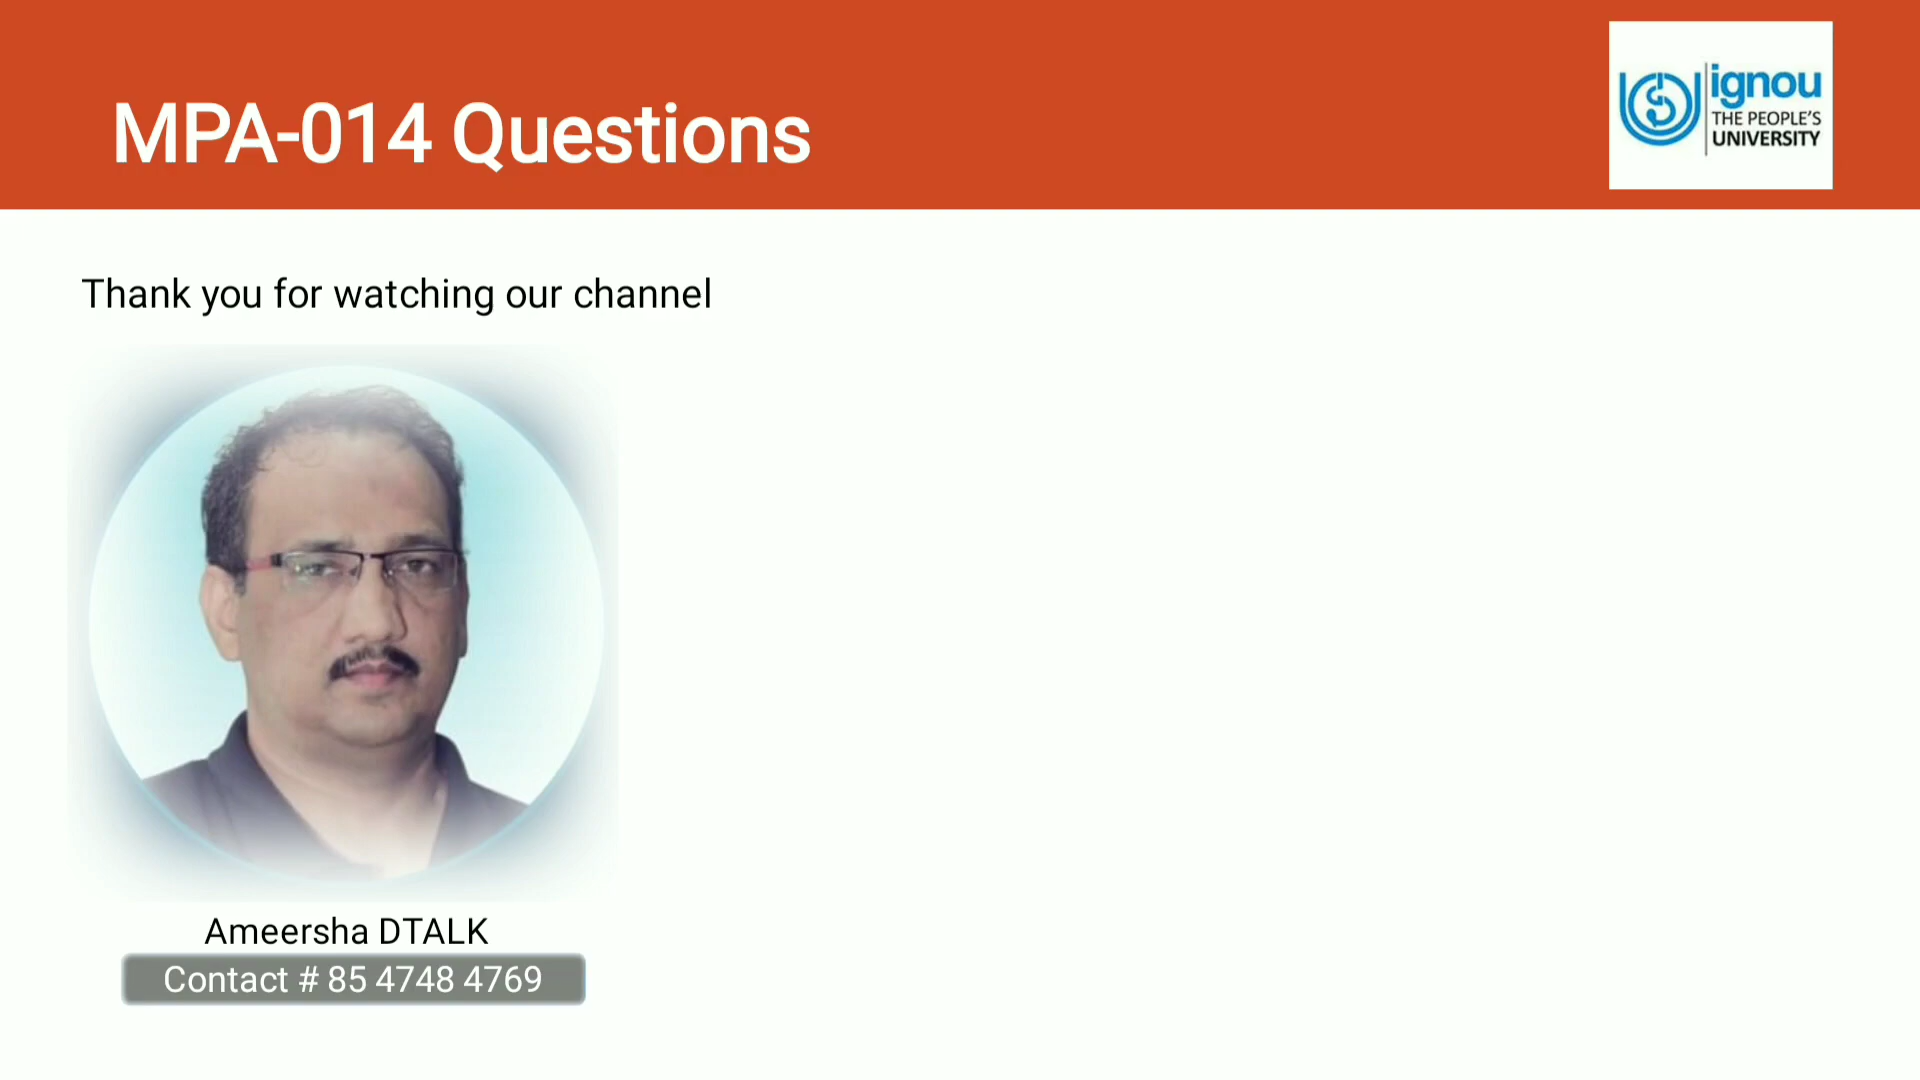 MPA-014 Questions
ignou
THE PEOPLE'S
UNIVERSITY
Thank you for watching our channel
Ameersha DTALK
Contact # 85 4748 4769